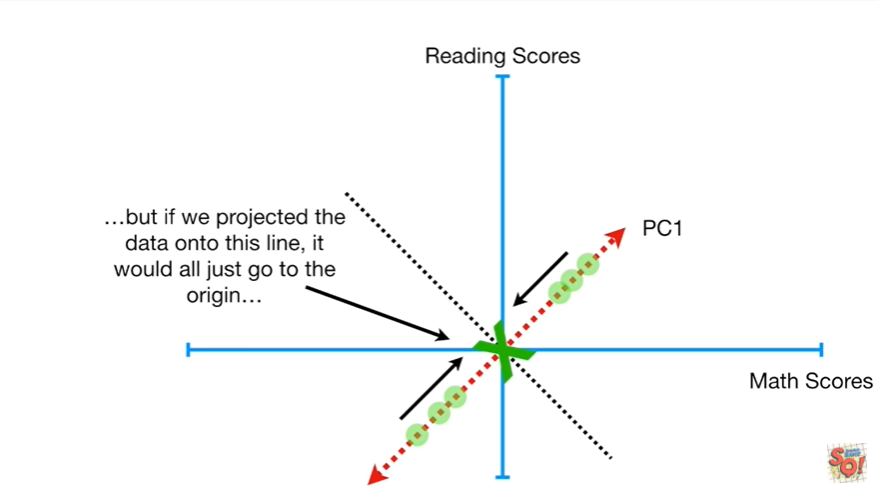 Reading Scores
…but if we projected the
data onto this line, it
would all just go to the
origin…
PC1
Math Scores
SQ!